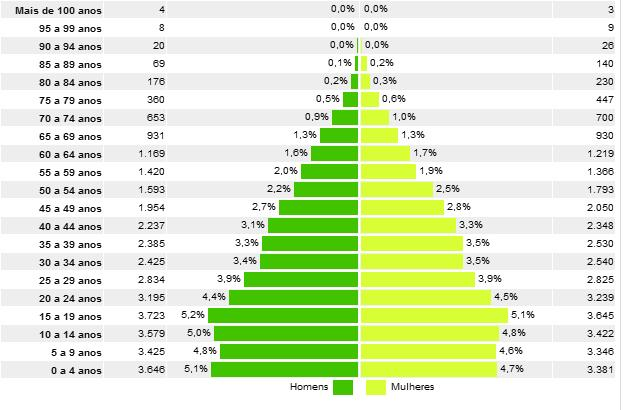 Mais de 100 anos 4 0,0% 0,0% 3
95 a 99 anos 8 0,0% 0,0% 9
90 a 94 anos 20 0,0% 0,0% 26
85 a 89 anos 69 0,1% 0,2% 140
80 a 84 anos 176 0,2% 0,3% 230
75 a 79 anos 360 0,5% 0,6% 447
70 a 74 anos 653 0,9% 1,0% 700
65 a 69 anos 931 1,3% 1,3% 930
60 a 64 anos 1.169 1,6% 1,7% 1.219
55 a 59 anos 1.420 2,0% 1,9% 1.366
50 a 54 anos 1.593 2,2% 2,5% 1.793
45 a 49 anos 1.954 2,7% 2,8% 2.050
40 a 44 anos 2.237 3,1% 3,3% 2.348
35 a 39 anos 2.385 3,3% 3,5% 2.530
30 a 34 anos 2.425 3,4% 3,5% 2.540
25 a 29 anos 2.834 3,9% 3,9% 2.825
20 a 24 anos 3.195 4,4% 4,5% 3.239
15 a 19 anos 3.723 5,2% 5,1% 3.645
10 a 14 anos 3.579 5,0% 4,8% 3.422
5 a 9 anos 3.425 4,8% 4,6% 3.346
0 a 4 anos 3.646 5,1% 4,7% 3.381
Homens Mulheres